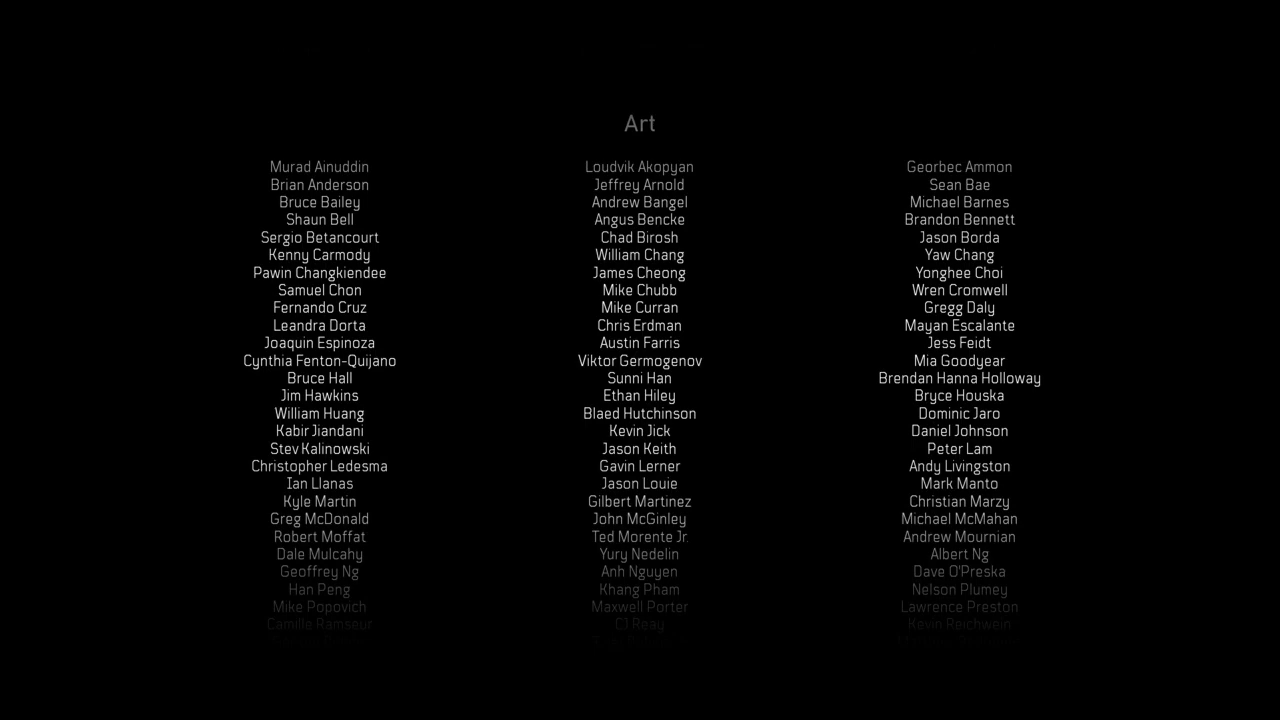 Art
Murad Ainuddin Loudvik Akopyan Georbec Ammon
Brian Anderson Jeffrey Arnold Sean Bae
Bruce Bailey Andrew Bangel Michael Barnes
Shaun Bell Angus Bencke Brandon Bennett
Sergio Betancourt Chad Birosh Jason Borda
Kenny Carmody William Chang Yaw Chang
Pawin Changkiendee James Cheong Yonghee Choi
Samuel Chon Mike Chubb Wren Cromwell
Fernando Cruz Mike Curran Gregg Daly
Leandra Dorta Chris Erdman Mayan Escalante
Joaquin Espinoza Austin Farris Jess Feidt
Cynthia Fenton-Quijano Viktor Germogenov Mia Goodyear
Bruce Hall Sunni Han Brendan Hanna Holloway
Jim Hawkins Ethan Hiley Bryce Houska
William Huang Blaed Hutchinson Dominic Jaro
Kabir Jiandani Kevin Jick Daniel Johnson
Stev Kalinowski Jason Keith Peter Lam
Christopher Ledesma Gavin Lerner Andy Livingston
Ian Llanas Jason Louie Mark Manto
Kyle Martin Gilbert Martinez Christian Marzy
Greg McDonald John McGinley Michael McMahan
Robert Moffat Ted Morente Jr. Andrew Mournian
Dale Mulcahy Yury Nedelin Albert Ng
Geoffrey Ng Anh Nguyen Dave O'Preska
Han Peng Khang Pham Nelson Plumey
Mike Popovich Maxwell Porter Lawrence Preston
Camille Ramseur CJ Reay Kevin Reichwein